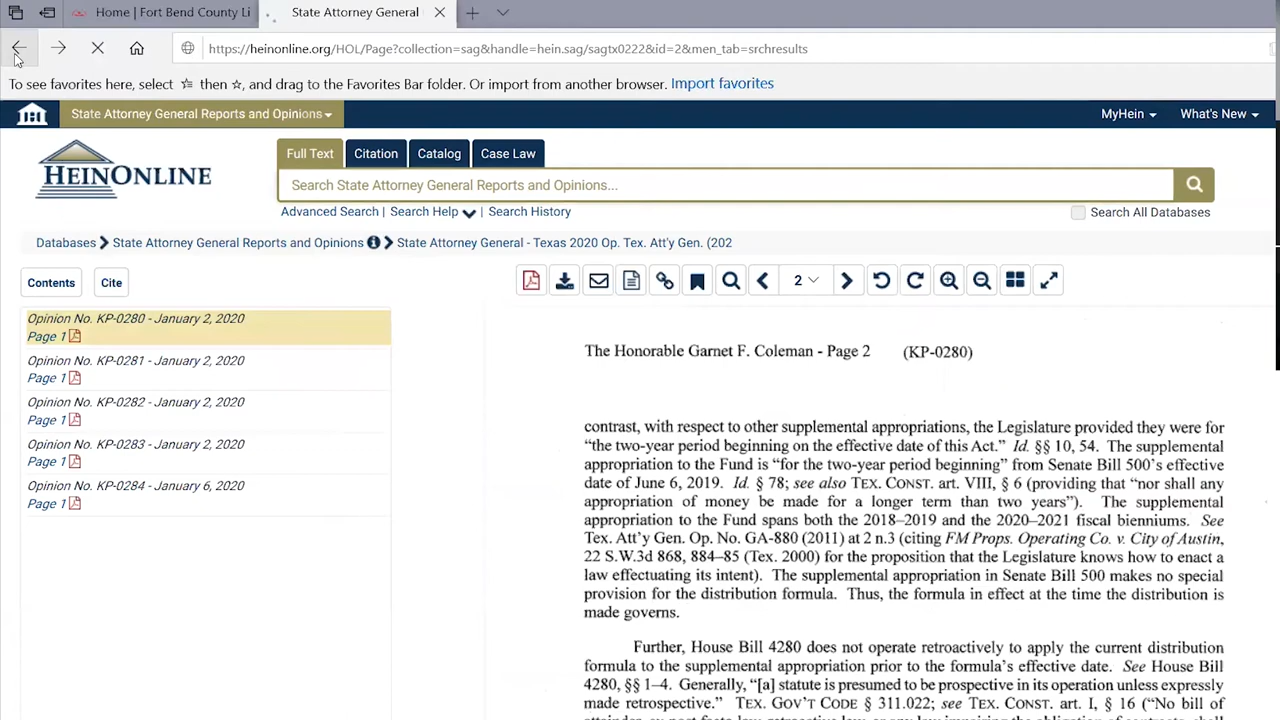 Home | Fort Bend County Li
State Attorney General
https://heinonline.org/HOL/Page?collection=sag&handle=hein.sag/sagtx0222&id=2&men_tab=srchresults
To see favorites here, select then ☆, and drag to the Favorites Bar folder. Or import from another browser. Import favorites
State Attorney General Reports and Opinions
MyHein What's New
Full Text Citation Catalog Case Law
HEINONLINE
Search State Attorney General Reports and Opinions...
Advanced Search | Search Help | Search History
Search All Databases
Databases State Attorney General Reports and Opinions State Attorney General - Texas 2020 Op. Tex. Att'y Gen. (202
Contents Cite
2
Opinion No. KP-0280 - January 2, 2020
Page 1
Opinion No. KP-0281 - January 2, 2020
Page 1
Opinion No. KP-0282 - January 2, 2020
Page 1
Opinion No. KP-0283 - January 2, 2020
Page 1
Opinion No. KP-0284 - January 6, 2020
Page 1
The Honorable Garnet F. Coleman - Page 2 (KP-0280)
contrast, with respect to other supplemental appropriations, the Legislature provided they were for
“the two-year period beginning on the effective date of this Act.” Id. §§ 10, 54. The supplemental
appropriation to the Fund is “for the two-year period beginning” from Senate Bill 500’s effective
date of June 6, 2019. Id. § 78; see also TEX. CONST. art. VIII, § 6 (providing that “nor shall any
appropriation of money be made for a longer term than two years”). The supplemental
appropriation to the Fund spans both the 2018–2019 and the 2020–2021 fiscal bienniums. See
Tex. Att’y Gen. Op. No. GA-880 (2011) at 2 n.3 (citing FM Props. Operating Co. v. City of Austin,
22 S.W.3d 868, 884–85 (Tex. 2000) for the proposition that the Legislature knows how to enact a
law effectuating its intent). The supplemental appropriation in Senate Bill 500 makes no special
provision for the distribution formula. Thus, the formula in effect at the time the distribution is
made governs.
Further, House Bill 4280 does not operate retroactively to apply the current distribution
formula to the supplemental appropriation prior to the formula’s effective date. See House Bill
4280, §§ 1–4. Generally, “[a] statute is presumed to be prospective in its operation unless expressly
made retrospective.” TEX. GOV’T CODE § 311.022; see TEX. CONST. art. I, § 16 (“No bill of